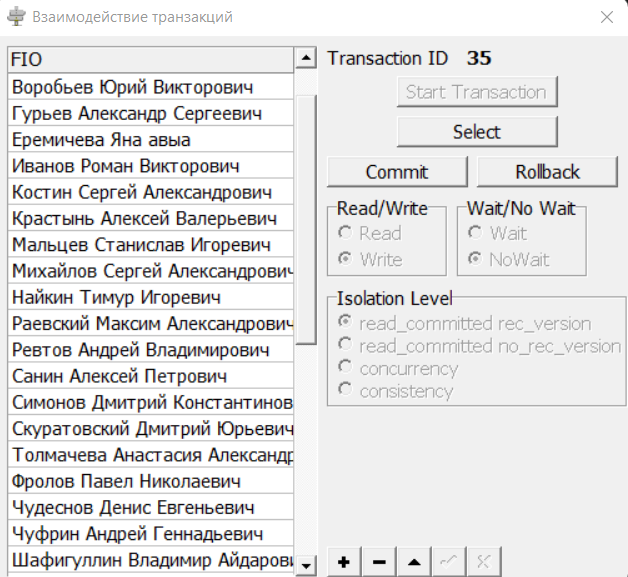 Взаимодействие транзакций
FIO
Воробьев Юрий Викторович
Гурьев Александр Сергеевич
Еремичева Яна авыа
Иванов Роман Викторович
Костин Сергей Александрович
Крастынь Алексей Валерьевич
Мальцев Станислав Игоревич
Михайлов Сергей Александрович
Найкин Тимур Игоревич
Раевский Максим Александрович
Ревтов Андрей Владимирович
Санин Алексей Петрович
Симонов Дмитрий Константинов
Скуратовский Дмитрий Юрьевич
Толмачева Анастасия Александр
Фролов Павел Николаевич
Чудеснов Денис Евгеньевич
Чуфрин Андрей Геннадьевич
Шафигуллин Владимир Айдарови
Transaction ID 35
Start Transaction
Select
Commit Rollback
Read/Write Wait/No Wait
Read Wait
Write NoWait
Isolation Level
read_committed rec_version
read_committed no_rec_version
concurrency
consistency